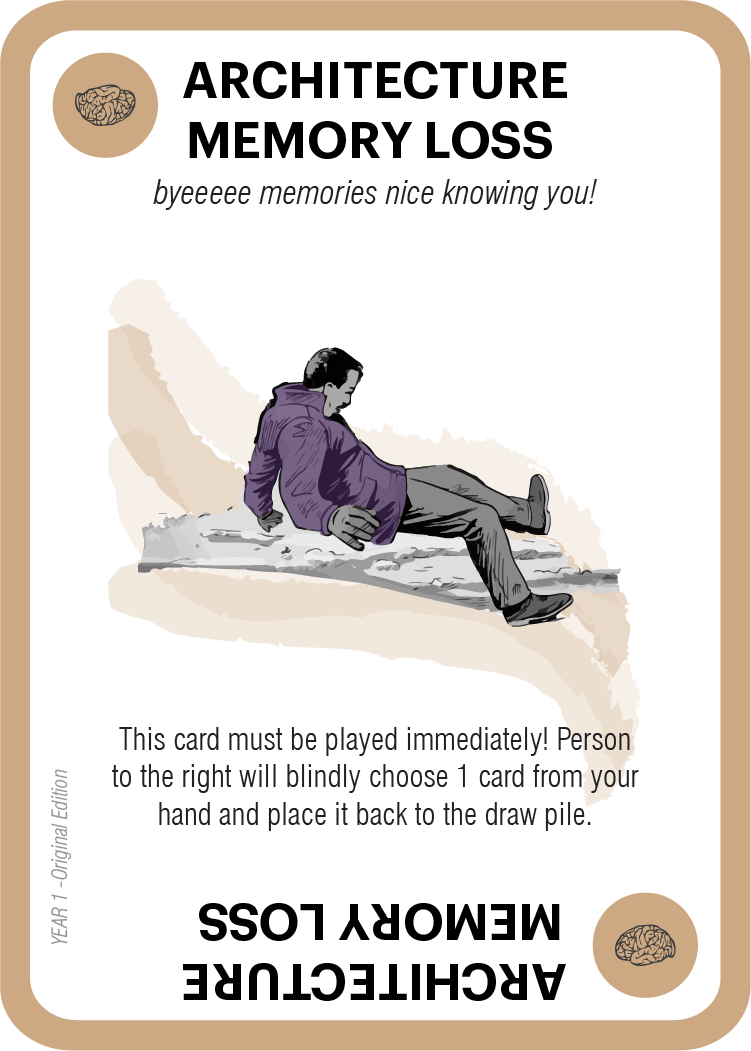 ARCHITECTURE
MEMORY LOSS
byeeeee memories nice knowing you!
This card must be played immediately! Person
to the right will blindly choose 1 card from your
hand and place it back to the draw pile.
YEAR 1 -Original Edition
ARCHITECTURE
MEMORY LOSS